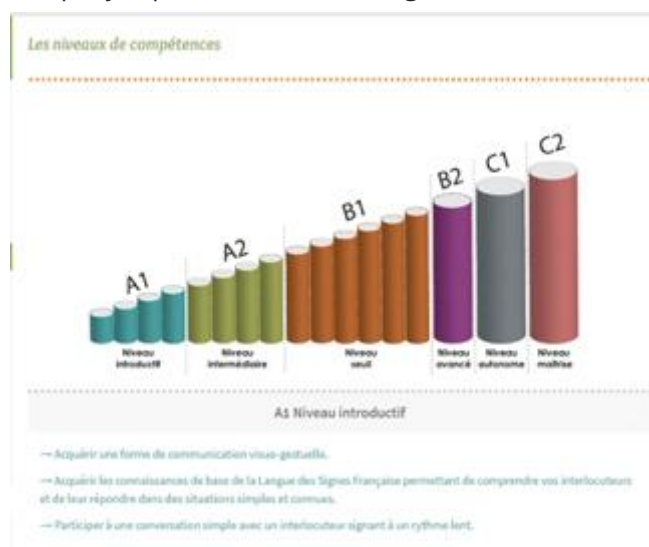 Les niveaux de compétences
A1
A2
B1
B2
C1
C2
Niveau introductif
Niveau intermédiaire
Niveau seuil
Niveau avancé
Niveau autonome
Niveau maîtrise
A1 Niveau introductif
→ Acquérir une forme de communication visuo-gestuelle.
→ Acquérir les connaissances de base de la Langue des Signes Française permettant de comprendre vos interlocuteurs
et de leur répondre dans des situations simples et connues.
→ Participer à une conversation simple avec un interlocuteur signant à un rythme lent.